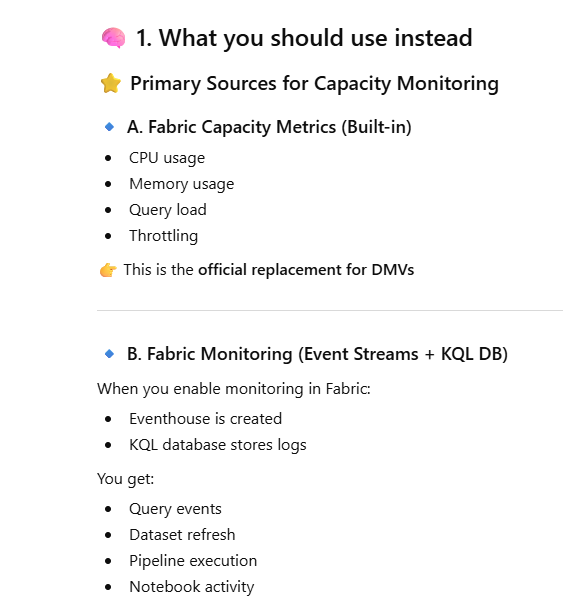 🧠 1. What you should use instead
⭐ Primary Sources for Capacity Monitoring
🔹 A. Fabric Capacity Metrics (Built-in)
• CPU usage
• Memory usage
• Query load
• Throttling
👉 This is the official replacement for DMVs
🔹 B. Fabric Monitoring (Event Streams + KQL DB)
When you enable monitoring in Fabric:
• Eventhouse is created
• KQL database stores logs
You get:
• Query events
• Dataset refresh
• Pipeline execution
• Notebook activity